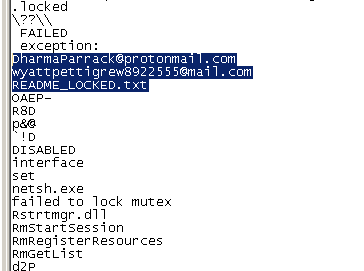 .locked
\??\\
FAILED
exception:
DharmaParrack@protonmail.com
wyattpettigrew8922555@mail.com
README_LOCKED.txt
OAEP-
R8D
p&@
`!D
DISABLED
interface
set
netsh.exe
failed to lock mutex
Rstrtmgr.dll
RmStartSession
RmRegisterResources
RmGetList
d2P